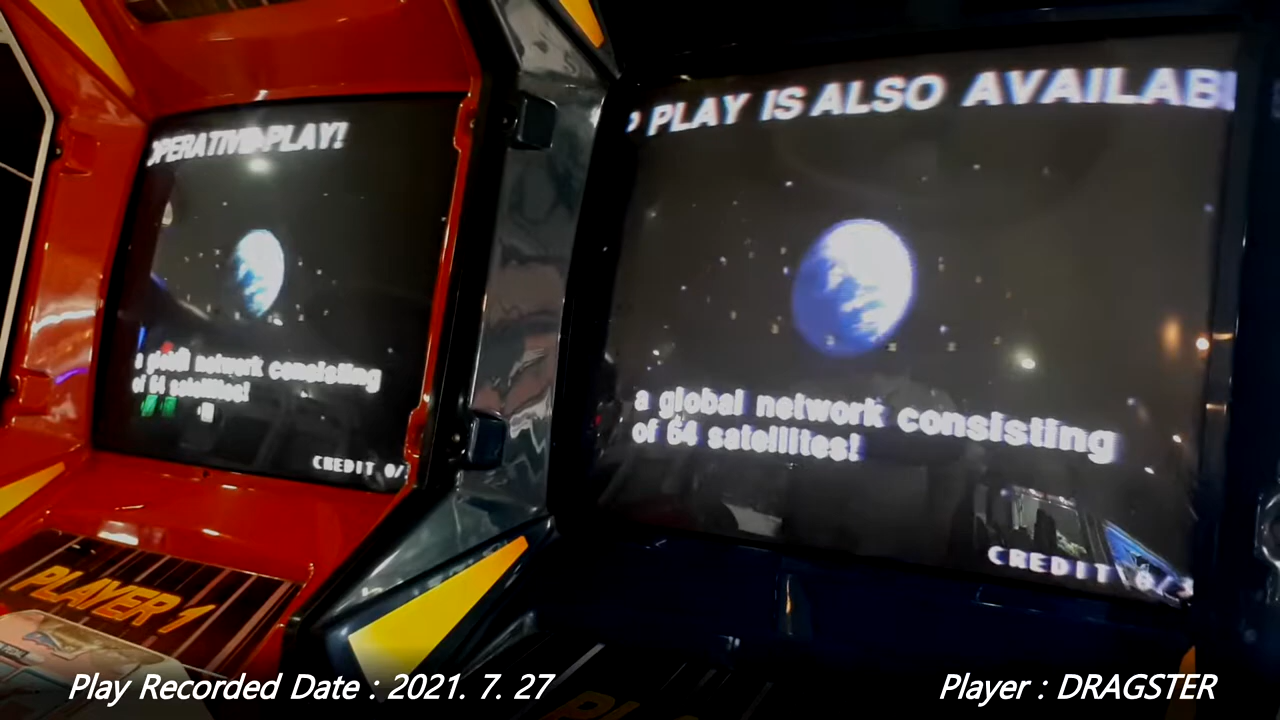 OPERATIVE PLAY!
PLAY IS ALSO AVAILAB
a global network consisting
of 64 satellites!
a global network consisting
of 64 satellites!
CREDIT 0/
CREDIT 0/
PLAYER 1
Play Recorded Date : 2021. 7. 27
Player : DRAGSTER